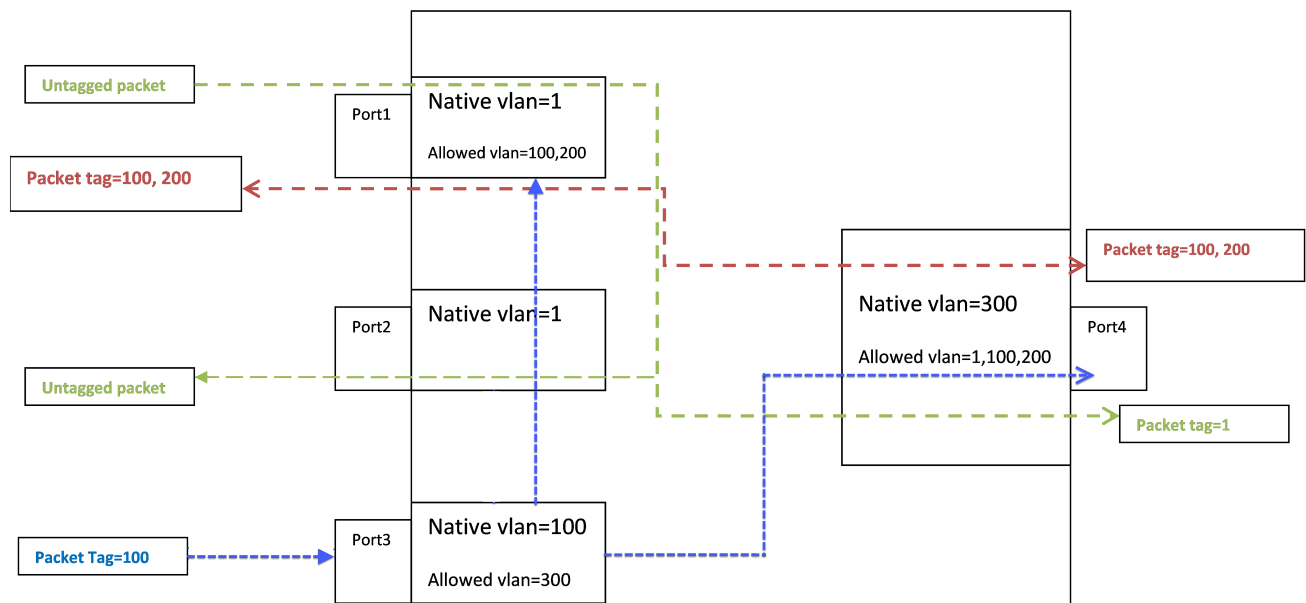 Untagged packet
Port1
Native vlan=1
Allowed vlan=100,200
Packet tag=100, 200
Packet tag=100, 200
Port2
Native vlan=1
Native vlan=300
Allowed vlan=1,100,200
Port4
Untagged packet
Packet tag=1
Packet Tag=100
Port3
Native vlan=100
Allowed vlan=300